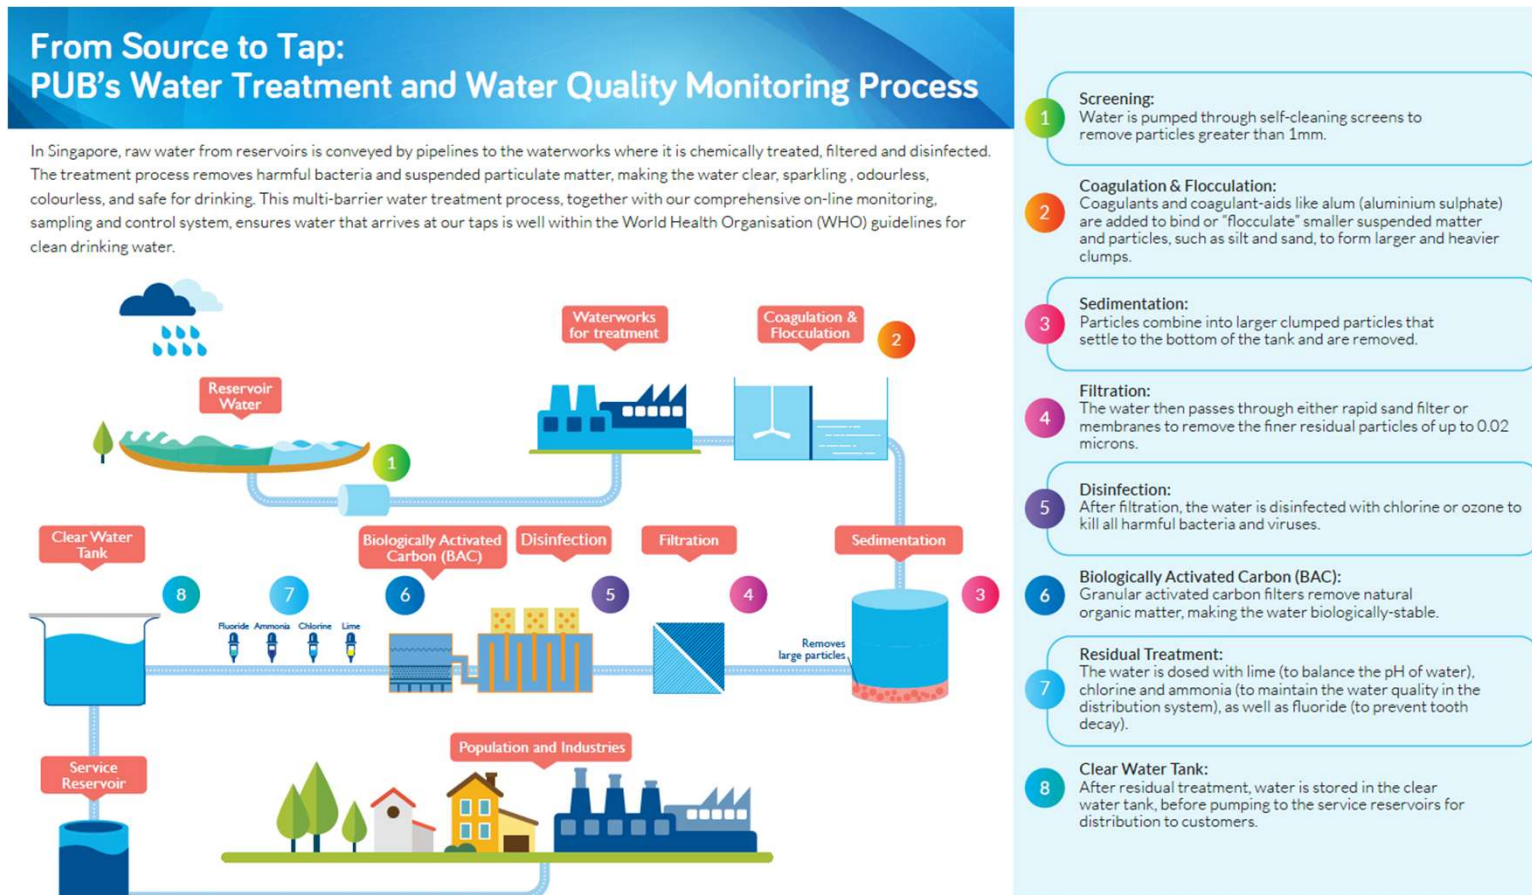 From Source to Tap:
PUB's Water Treatment and Water Quality Monitoring Process
In Singapore, raw water from reservoirs is conveyed by pipelines to the waterworks where it is chemically treated, filtered and disinfected.
The treatment process removes harmful bacteria and suspended particulate matter, making the water clear, sparkling , odourless,
colourless, and safe for drinking. This multi-barrier water treatment process, together with our comprehensive on-line monitoring,
sampling and control system, ensures water that arrives at our taps is well within the World Health Organisation (WHO) guidelines for
clean drinking water.
Reservoir
Water
1
Waterworks
for treatment
Coagulation &
Flocculation
2
Clear Water
Tank
8
7
Fluoride Ammonia Chlorine Lime
Biologically Activated
Carbon (BAC)
6
Disinfection
5
Filtration
4
Sedimentation
3
Removes
large particles
Service
Reservoir
Population and Industries
1
Screening:
Water is pumped through self-cleaning screens to
remove particles greater than 1mm.
2
Coagulation & Flocculation:
Coagulants and coagulant-aids like alum (aluminium sulphate)
are added to bind or "flocculate" smaller suspended matter
and particles, such as silt and sand, to form larger and heavier
clumps.
3
Sedimentation:
Particles combine into larger clumped particles that
settle to the bottom of the tank and are removed.
4
Filtration:
The water then passes through either rapid sand filter or
membranes to remove the finer residual particles of up to 0.02
microns.
5
Disinfection:
After filtration, the water is disinfected with chlorine or ozone to
kill all harmful bacteria and viruses.
6
Biologically Activated Carbon (BAC):
Granular activated carbon filters remove natural
organic matter, making the water biologically-stable.
7
Residual Treatment:
The water is dosed with lime (to balance the pH of water),
chlorine and ammonia (to maintain the water quality in the
distribution system), as well as fluoride (to prevent tooth
decay).
8
Clear Water Tank:
After residual treatment, water is stored in the clear
water tank, before pumping to the service reservoirs for
distribution to customers.